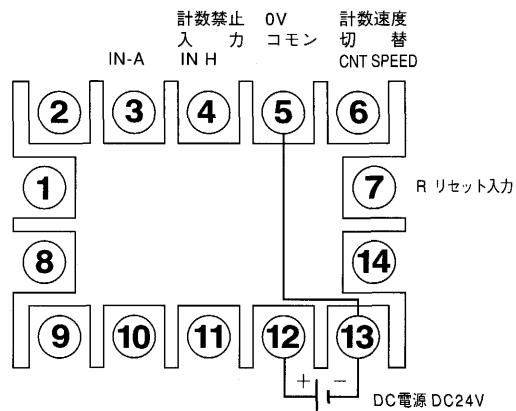 計数禁止 0V 計数速度
入 力 コモン 切 替
IN-A IN H CNT SPEED
2 3 4 5 6
1 7 R リセット入力
8 14
9 10 11 12 13
+ −
DC電源 DC24V